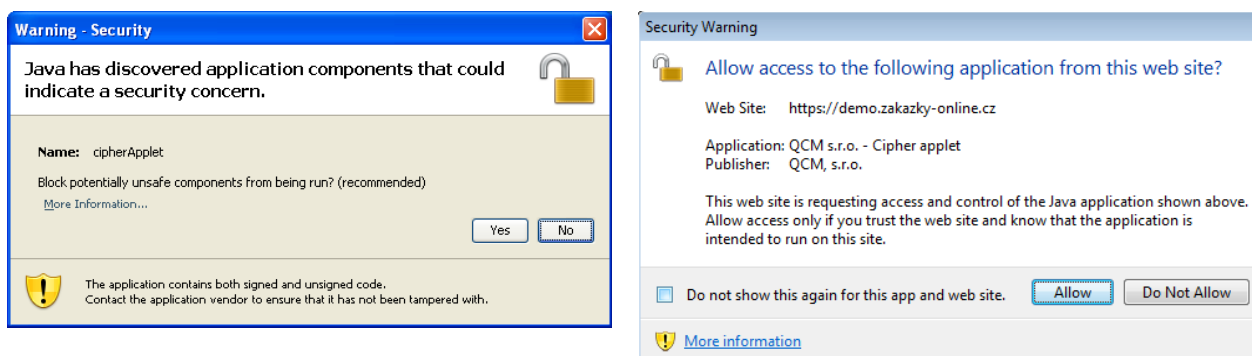 Warning - Security
Java has discovered application components that could
indicate a security concern.
Name: cipherApplet
Block potentially unsafe components from being run? (recommended)
More Information...
Yes No
The application contains both signed and unsigned code.
Contact the application vendor to ensure that it has not been tampered with.
Security Warning
Allow access to the following application from this web site?
Web Site: https://demo.zakazky-online.cz
Application: QCM s.r.o. - Cipher applet
Publisher: QCM, s.r.o.
This web site is requesting access and control of the Java application shown above.
Allow access only if you trust the web site and know that the application is
intended to run on this site.
Do not show this again for this app and web site. Allow Do Not Allow
More information